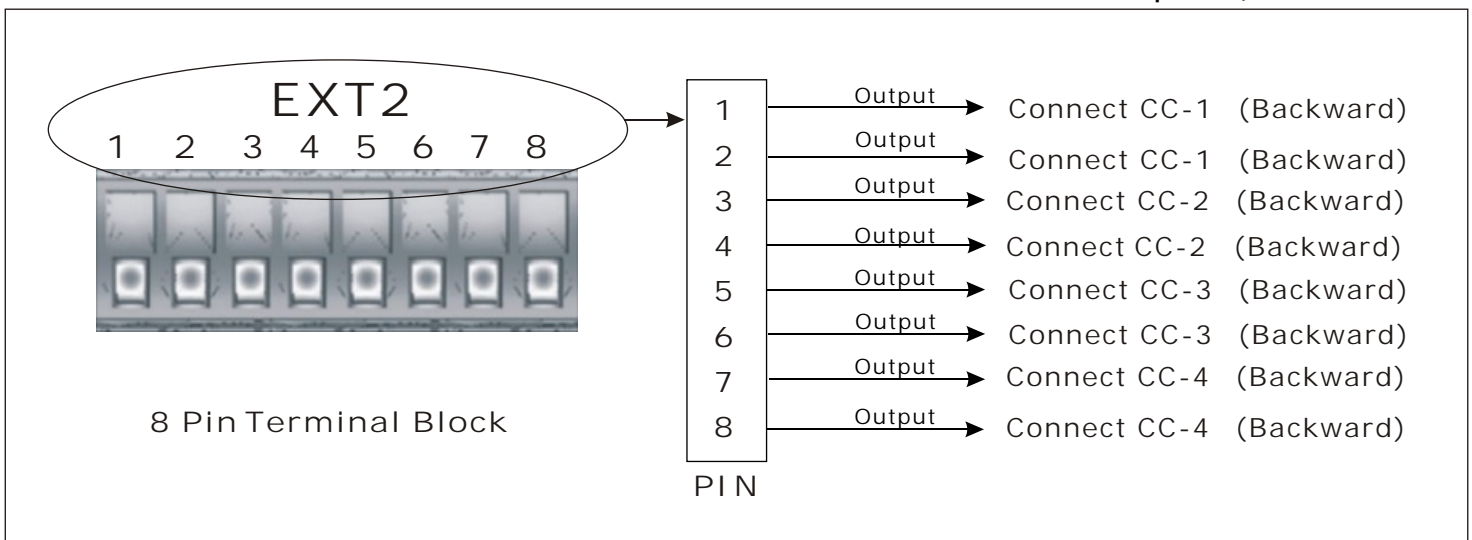 EXT2
1 2 3 4 5 6 7 8
8 Pin Terminal Block
1 Output Connect CC-1 (Backward)
2 Output Connect CC-1 (Backward)
3 Output Connect CC-2 (Backward)
4 Output Connect CC-2 (Backward)
5 Output Connect CC-3 (Backward)
6 Output Connect CC-3 (Backward)
7 Output Connect CC-4 (Backward)
8 Output Connect CC-4 (Backward)
PIN